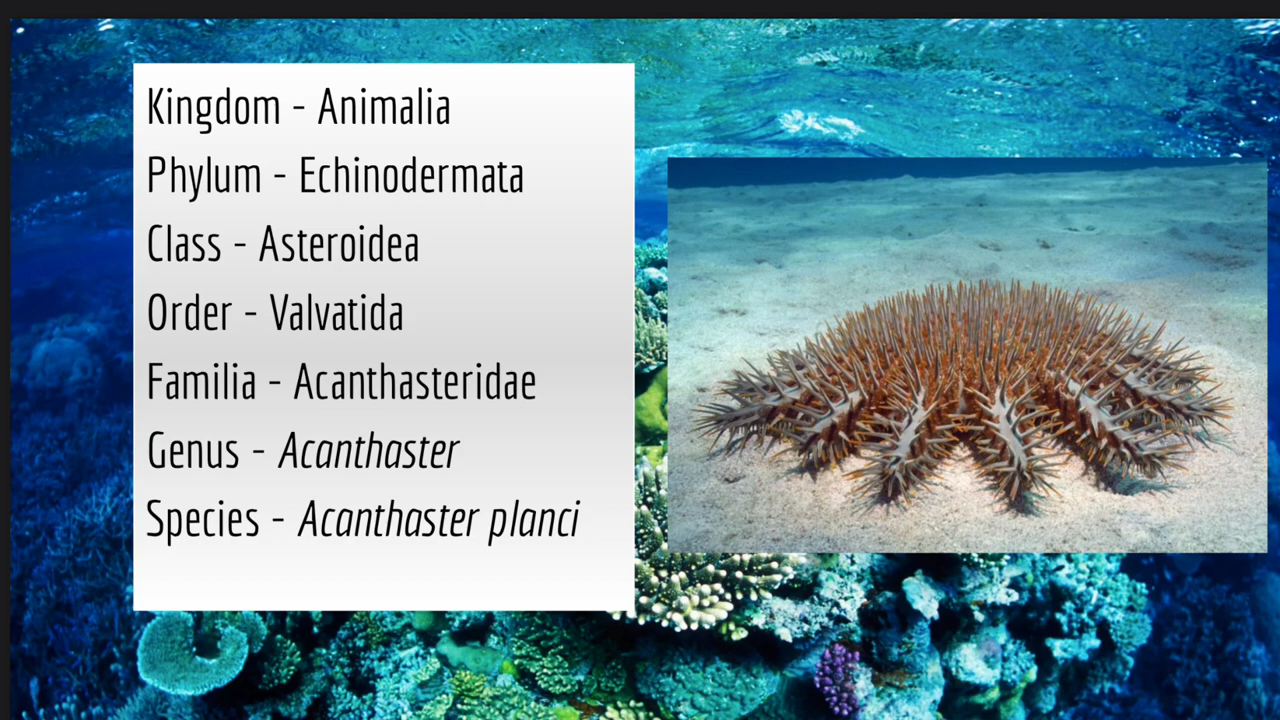 Kingdom - Animalia
Phylum - Echinodermata
Class - Asteroidea
Order - Valvatida
Familia - Acanthasteridae
Genus - Acanthaster
Species - Acanthaster planci